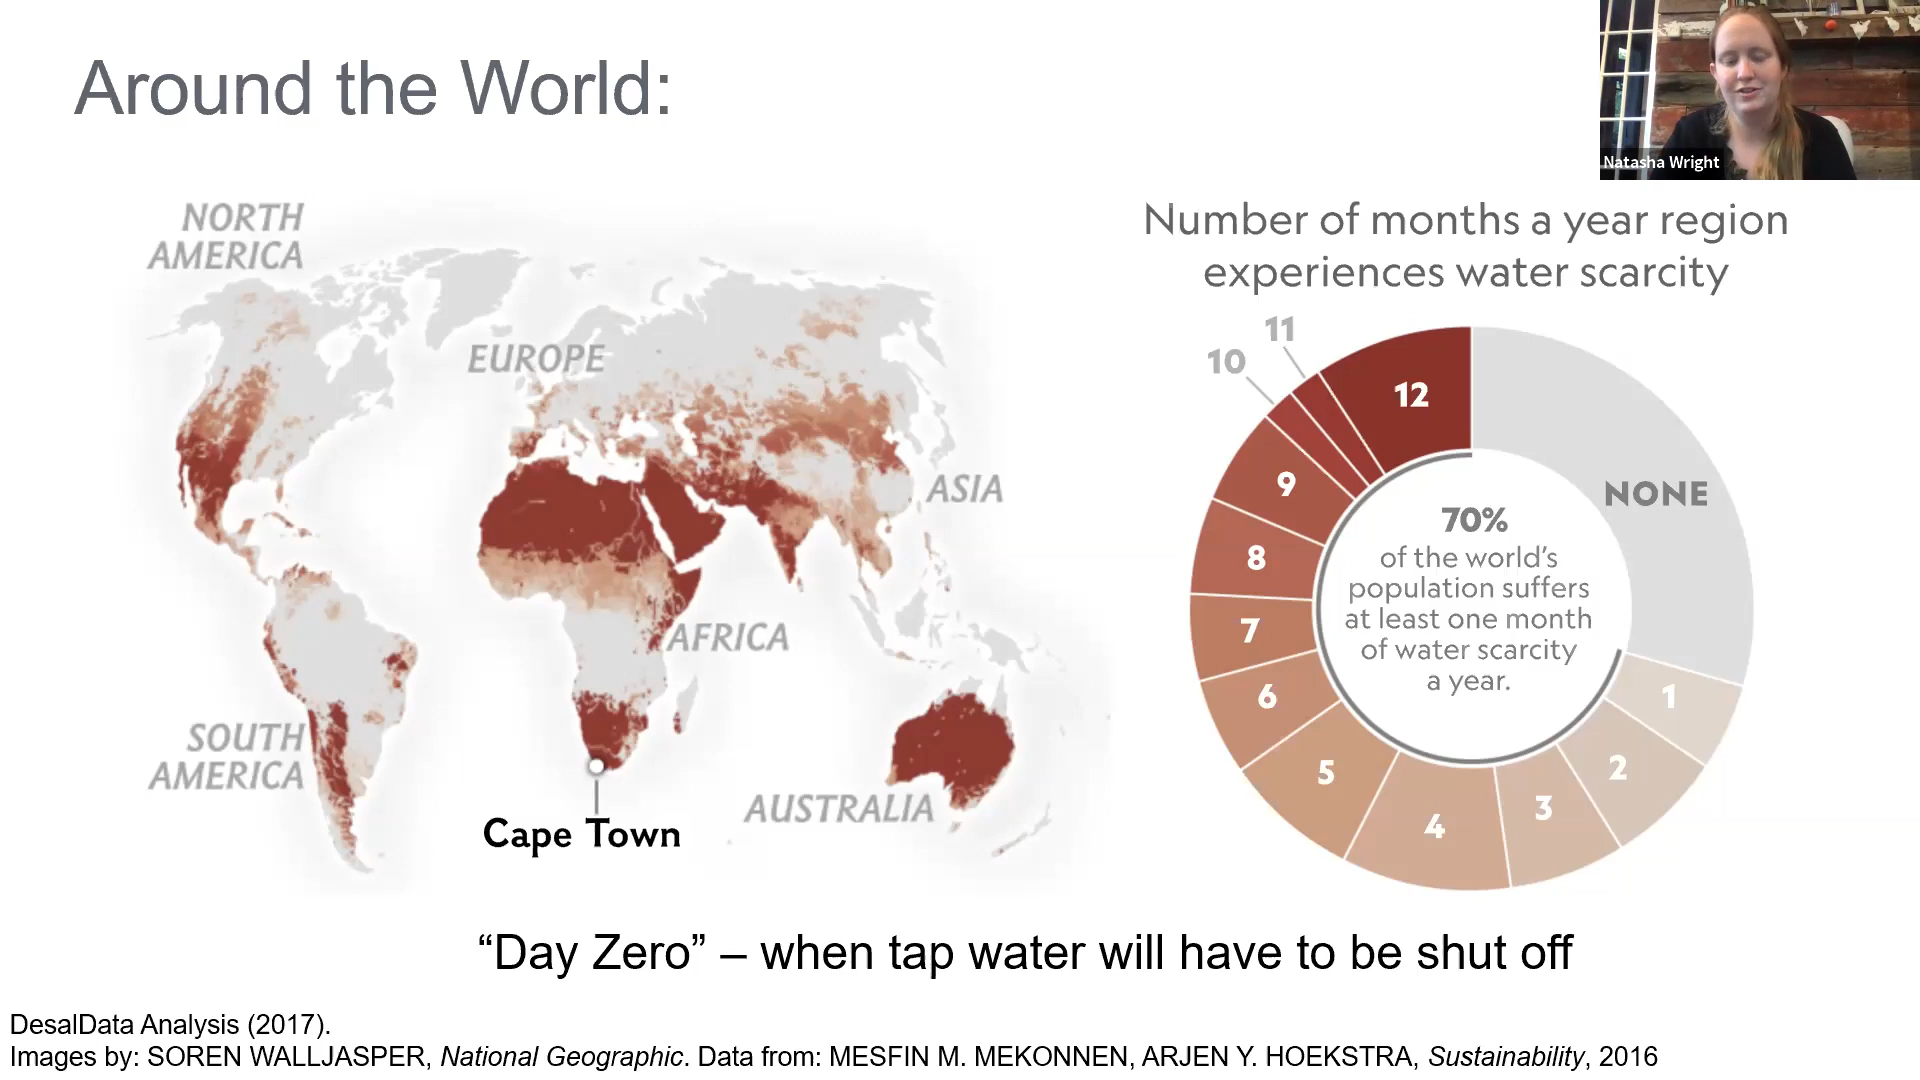 Around the World:
Natasha Wright
NORTH
AMERICA
EUROPE
ASIA
AFRICA
SOUTH
AMERICA
AUSTRALIA
Cape Town
Number of months a year region
experiences water scarcity
NONE
1
2
3
4
5
6
7
8
9
10
11
12
70%
of the world’s
population suffers
at least one month
of water scarcity
a year.
“Day Zero” – when tap water will have to be shut off
DesalData Analysis (2017).
Images by: SOREN WALLJASPER, National Geographic. Data from: MESFIN M. MEKONNEN, ARJEN Y. HOEKSTRA, Sustainability, 2016